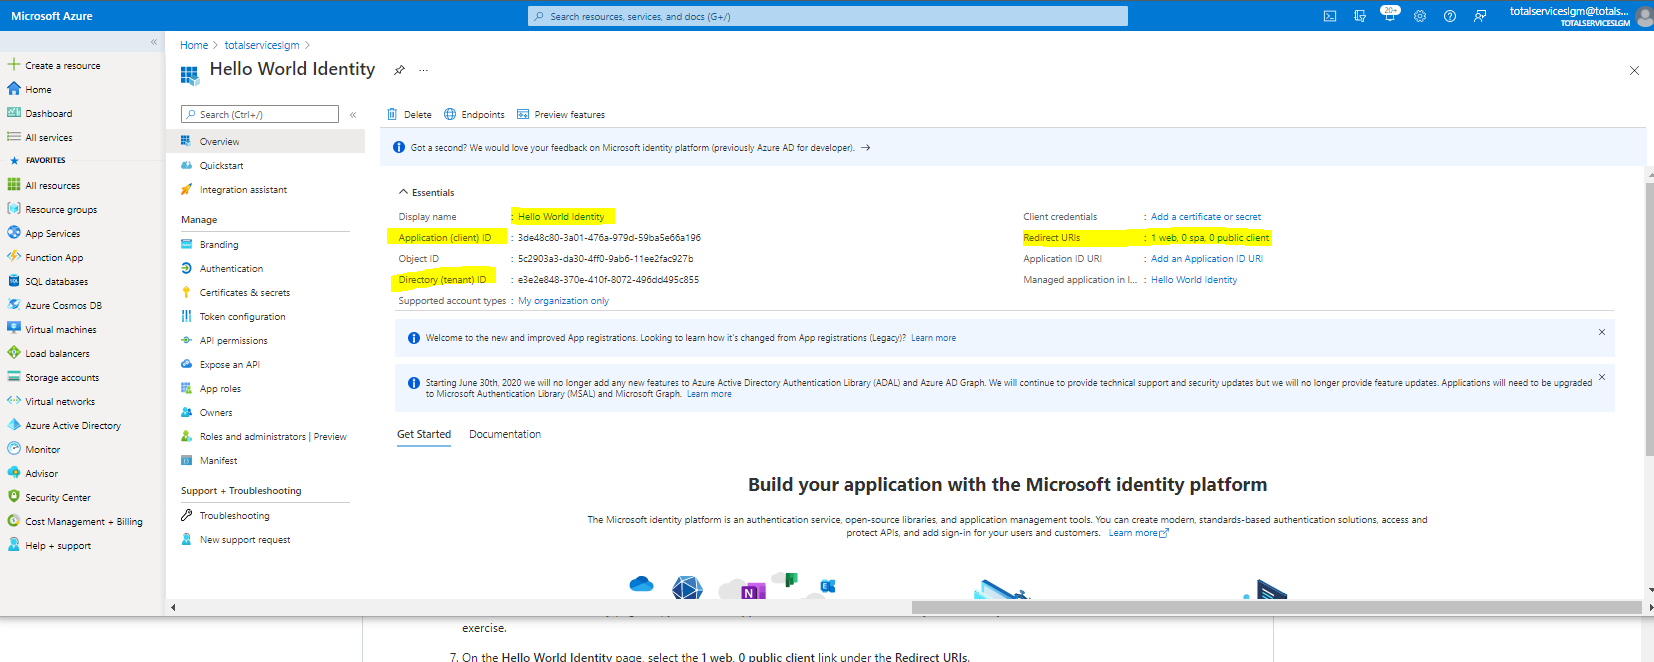 Microsoft Azure
Search resources, services, and docs (G+/)
20+
totalserviceslgm@totals...
TOTALSERVICESLGM
«
Create a resource
Home
Dashboard
All services
FAVORITES
All resources
Resource groups
App Services
Function App
SQL databases
Azure Cosmos DB
Virtual machines
Load balancers
Storage accounts
Virtual networks
Azure Active Directory
Monitor
Advisor
Security Center
Cost Management + Billing
Help + support
Home > totalserviceslgm >
Hello World Identity
...
Search (Ctrl+/)
«
Overview
Quickstart
Integration assistant
Manage
Branding
Authentication
Certificates & secrets
Token configuration
API permissions
Expose an API
App roles
Owners
Roles and administrators | Preview
Manifest
Support + Troubleshooting
Troubleshooting
New support request
Delete
Endpoints
Preview features
Got a second? We would love your feedback on Microsoft identity platform (previously Azure AD for developer). →
Essentials
Display name : Hello World Identity
Application (client) ID : 3de48c80-3a01-476a-979d-59ba5e66a196
Object ID : 5c2903a3-da30-4ff0-9ab6-11ee2fac927b
Directory (tenant) ID : e3e2e848-370e-410f-8072-496dd495c855
Supported account types : My organization only
Client credentials : Add a certificate or secret
Redirect URIs : 1 web, 0 spa, 0 public client
Application ID URI : Add an Application ID URI
Managed application in l... : Hello World Identity
Welcome to the new and improved App registrations. Looking to learn how it's changed from App registrations (Legacy)? Learn more
Starting June 30th, 2020 we will no longer add any new features to Azure Active Directory Authentication Library (ADAL) and Azure AD Graph. We will continue to provide technical support and security updates but we will no longer provide feature updates. Applications will need to be upgraded
to Microsoft Authentication Library (MSAL) and Microsoft Graph. Learn more
Get Started
Documentation
Build your application with the Microsoft identity platform
The Microsoft identity platform is an authentication service, open-source libraries, and application management tools. You can create modern, standards-based authentication solutions, access and
protect APIs, and add sign-in for your users and customers. Learn more
N
E
exercise.
7. On the Hello World Identity page, select the 1 web, 0 public client link under the Redirect URIs.